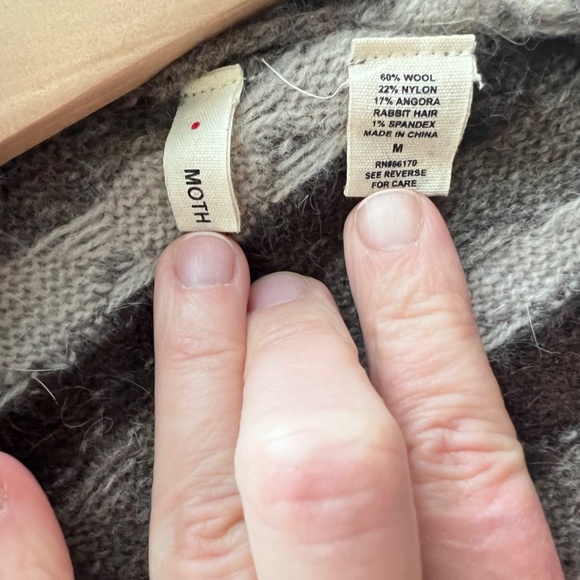 MOTH
60% WOOL
22% NYLON
17% ANGORA
RABBIT HAIR
1% SPANDEX
MADE IN CHINA
M
RN#66170
SEE REVERSE
FOR CARE